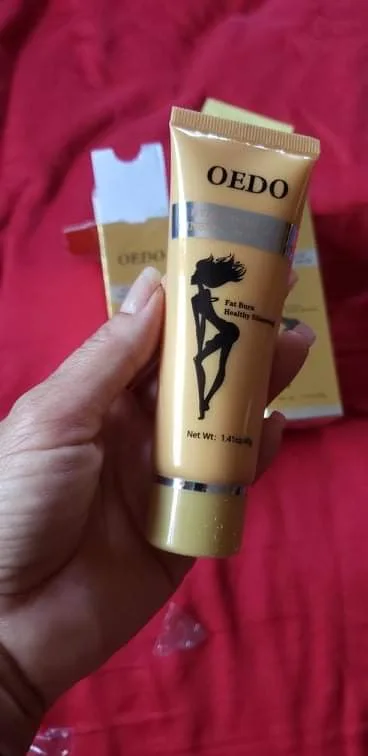 OEDO
Fat Burn
Healthy Slimming
Net Wt: 1.41oz/40g
OEDO